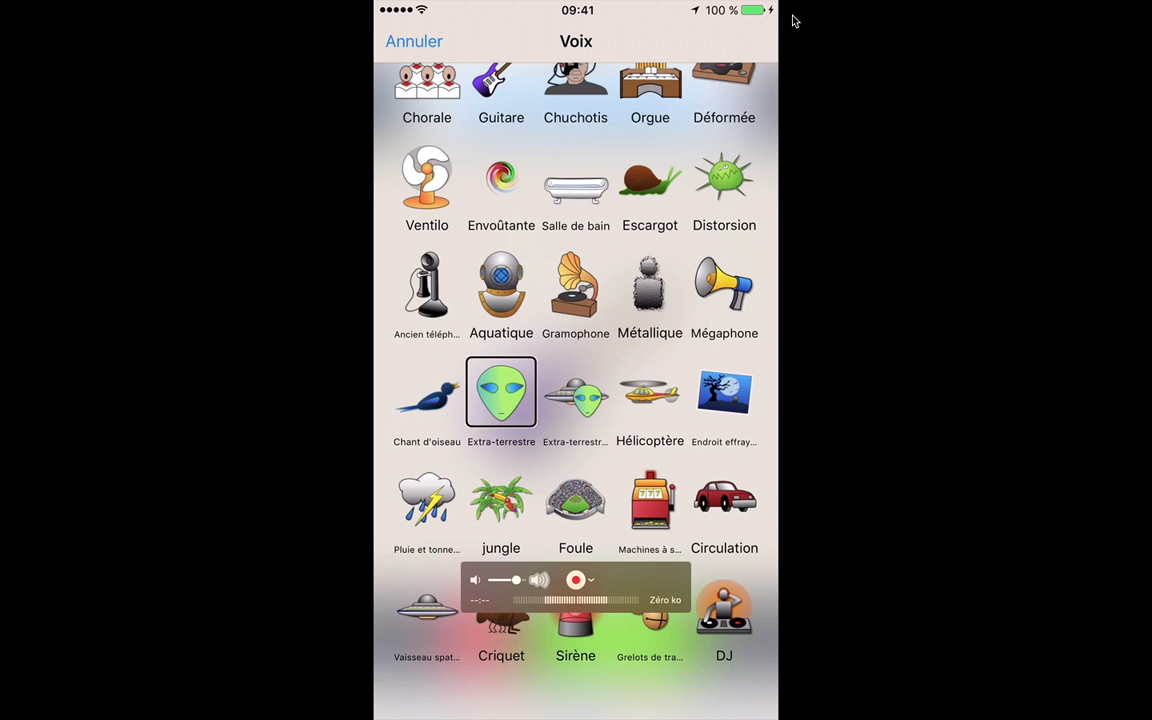 09:41
100 %
Annuler
Voix
Chorale Guitare Chuchotis Orgue Déformée
Ventilo Envoûtante Salle de bain Escargot Distorsion
Ancien téléph... Aquatique Gramophone Métallique Mégaphone
Chant d'oiseau Extra-terrestre Extra-terrestr... Hélicoptère Endroit effray...
777
Pluie et tonne... jungle Foule Machines à s... Circulation
--:-- Zéro ko
Vaisseau spat... Criquet Sirène Grelots de tra... DJ